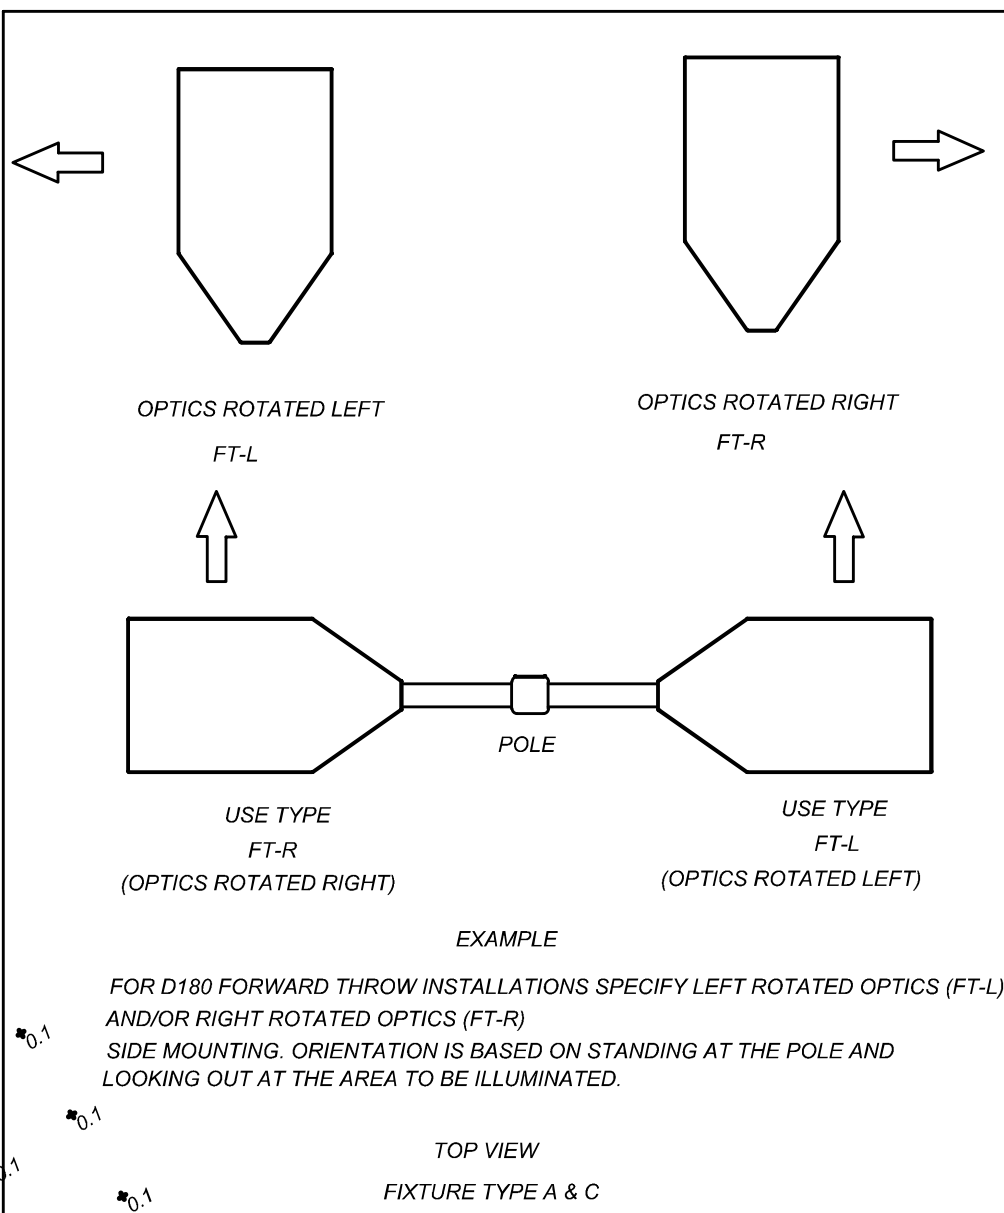 OPTICS ROTATED LEFT
FT-L
OPTICS ROTATED RIGHT
FT-R
POLE
USE TYPE
FT-R
(OPTICS ROTATED RIGHT)
USE TYPE
FT-L
(OPTICS ROTATED LEFT)
EXAMPLE
FOR D180 FORWARD THROW INSTALLATIONS SPECIFY LEFT ROTATED OPTICS (FT-L)
AND/OR RIGHT ROTATED OPTICS (FT-R)
SIDE MOUNTING. ORIENTATION IS BASED ON STANDING AT THE POLE AND
LOOKING OUT AT THE AREA TO BE ILLUMINATED.
0.1
0.1
0.1
TOP VIEW
FIXTURE TYPE A & C